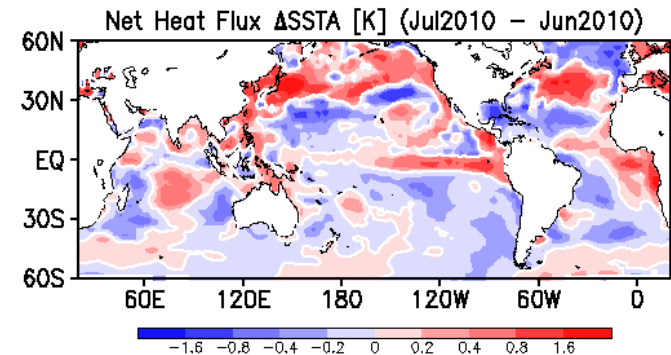 Net Heat Flux ΔSSTA [K] (Jul2010 – Jun2010)
60N
30N
EQ
30S
60S
60E 120E 180 120W 60W 0
−1.6 −0.8 −0.4 −0.2 0 0.2 0.4 0.8 1.6